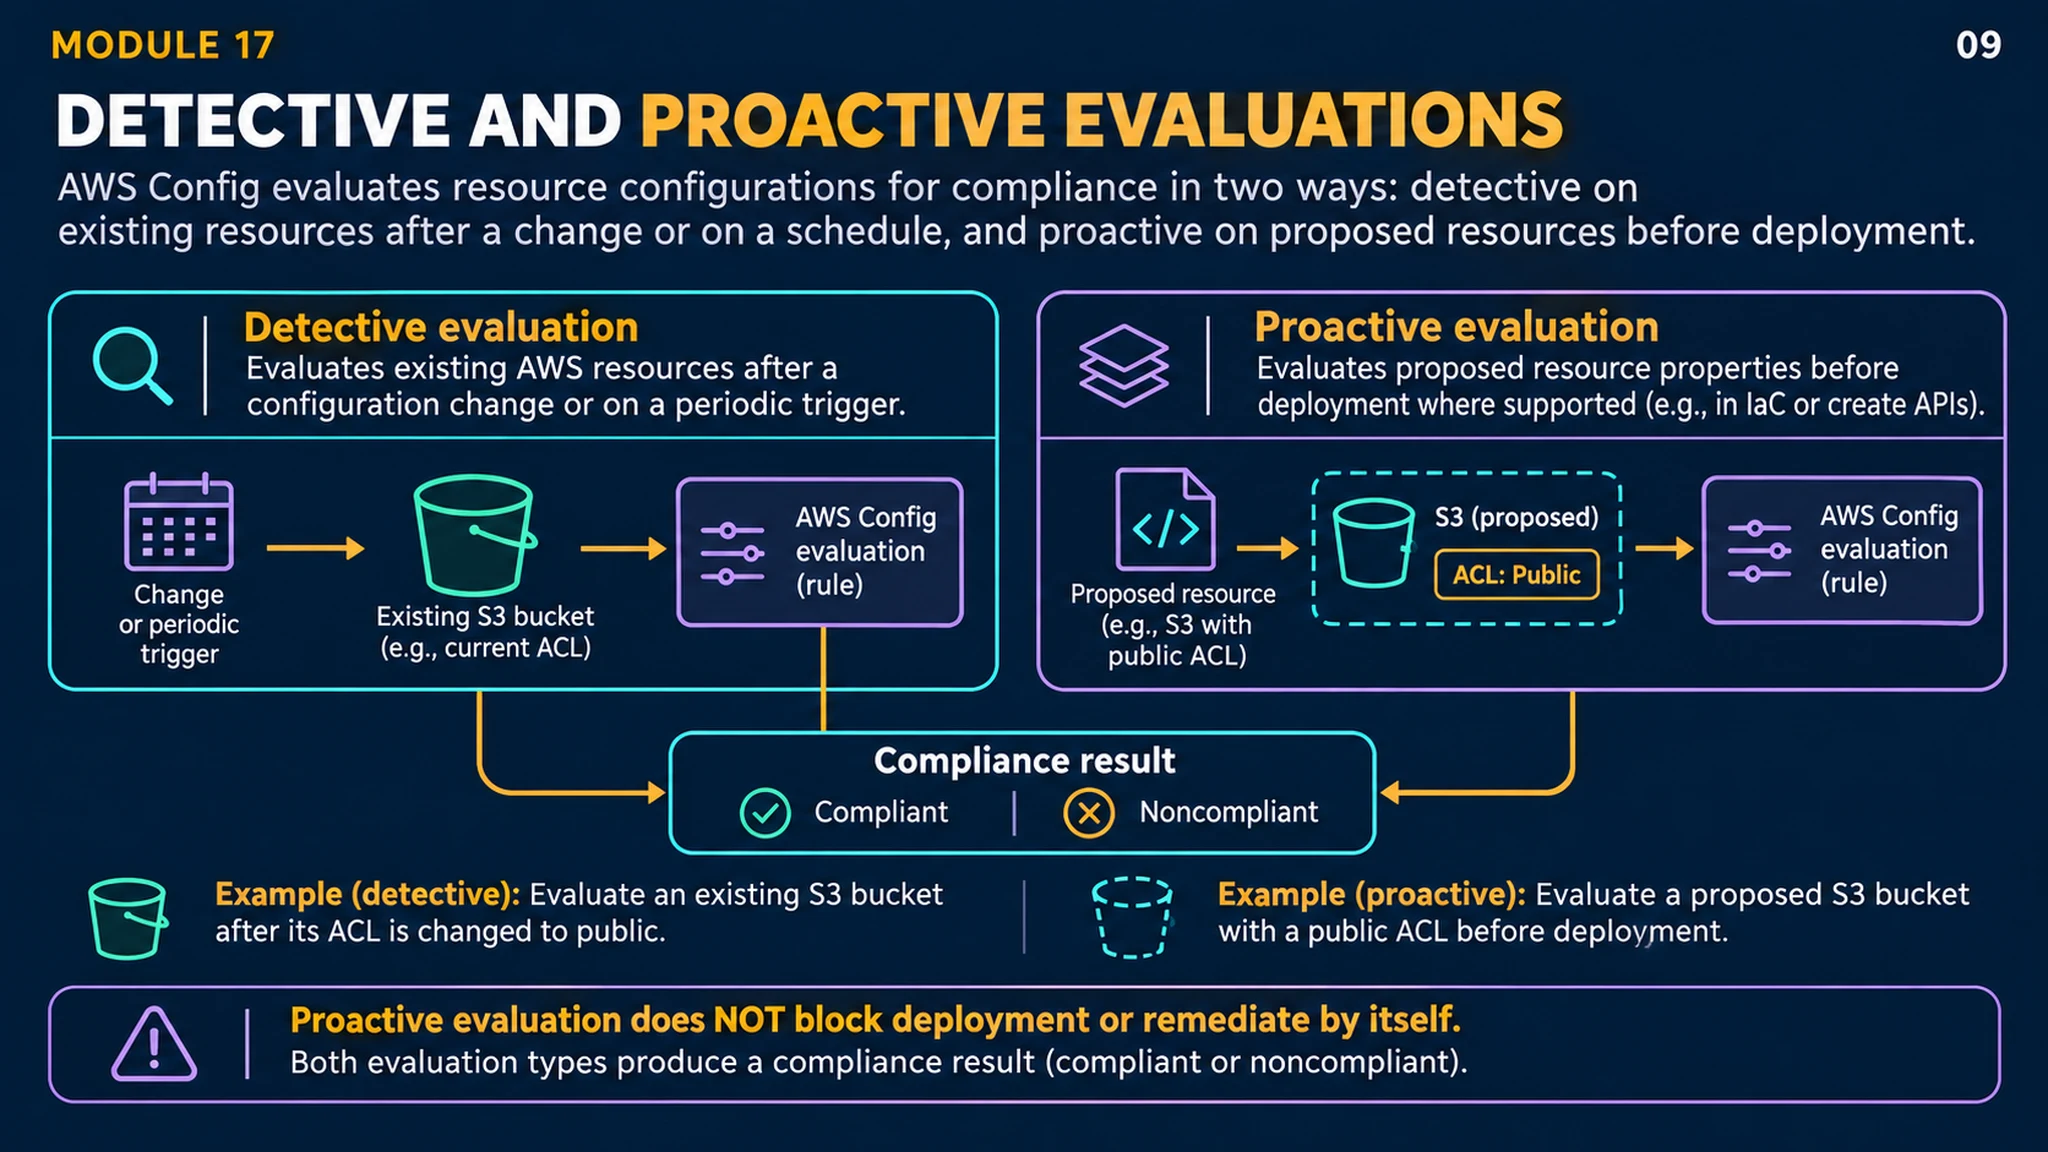 MODULE 17
09
DETECTIVE AND PROACTIVE EVALUATIONS
AWS Config evaluates resource configurations for compliance in two ways: detective on
existing resources after a change or on a schedule, and proactive on proposed resources before deployment.
Detective evaluation
Evaluates existing AWS resources after a
configuration change or on a periodic trigger.
Change
or periodic
trigger
Existing S3 bucket
(e.g., current ACL)
AWS Config
evaluation
(rule)
Proactive evaluation
Evaluates proposed resource properties before
deployment where supported (e.g., in IaC or create APIs).
Proposed resource
(e.g., S3 with
public ACL)
S3 (proposed)
ACL: Public
AWS Config
evaluation
(rule)
Compliance result
Compliant
Noncompliant
Example (detective): Evaluate an existing S3 bucket
after its ACL is changed to public.
Example (proactive): Evaluate a proposed S3 bucket
with a public ACL before deployment.
Proactive evaluation does NOT block deployment or remediate by itself.
Both evaluation types produce a compliance result (compliant or noncompliant).